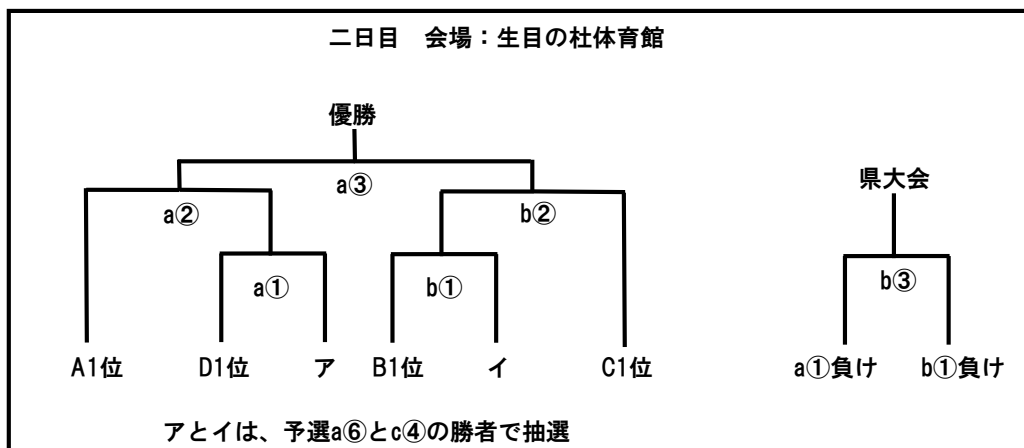 二日目　会場：生目の杜体育館
優勝
a③
県大会
a②
b②
a①
b①
b③
A1位
D1位
ア
B1位
イ
C1位
a①負け
b①負け
アとイは、予選a⑥とc④の勝者で抽選